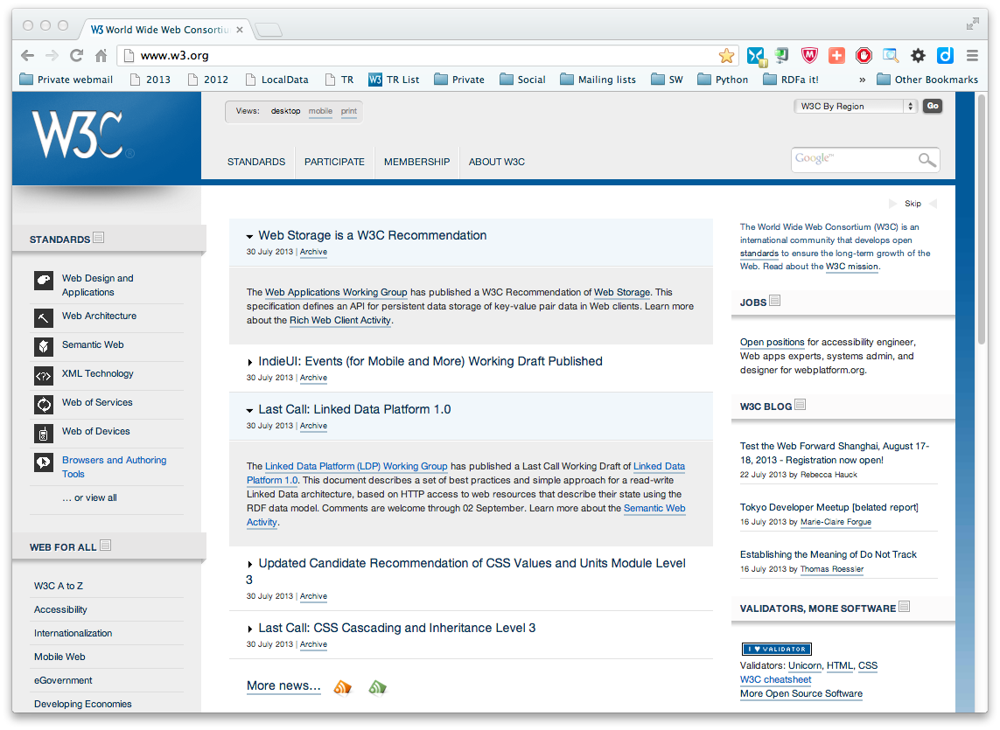 W3 World Wide Web Consortiu
www.w3.org
Private webmail 2013 2012 LocalData TR W3 TR List Private Social Mailing lists SW Python RDFa it! » Other Bookmarks
W3C®
Views: desktop mobile print
W3C By Region Go
STANDARDS PARTICIPATE MEMBERSHIP ABOUT W3C
Google™
Skip
STANDARDS
Web Design and
Applications
Web Architecture
Semantic Web
XML Technology
Web of Services
Web of Devices
Browsers and Authoring
Tools
... or view all
WEB FOR ALL
W3C A to Z
Accessibility
Internationalization
Mobile Web
eGovernment
Developing Economies
Web Storage is a W3C Recommendation
30 July 2013 | Archive
The Web Applications Working Group has published a W3C Recommendation of Web Storage. This
specification defines an API for persistent data storage of key-value pair data in Web clients. Learn more
about the Rich Web Client Activity.
IndieUI: Events (for Mobile and More) Working Draft Published
30 July 2013 | Archive
Last Call: Linked Data Platform 1.0
30 July 2013 | Archive
The Linked Data Platform (LDP) Working Group has published a Last Call Working Draft of Linked Data
Platform 1.0. This document describes a set of best practices and simple approach for a read-write
Linked Data architecture, based on HTTP access to web resources that describe their state using the
RDF data model. Comments are welcome through 02 September. Learn more about the Semantic Web
Activity.
Updated Candidate Recommendation of CSS Values and Units Module Level
3
30 July 2013 | Archive
Last Call: CSS Cascading and Inheritance Level 3
30 July 2013 | Archive
More news...
The World Wide Web Consortium (W3C) is an
international community that develops open
standards to ensure the long-term growth of the
Web. Read about the W3C mission.
JOBS
Open positions for accessibility engineer,
Web apps experts, systems admin, and
designer for webplatform.org.
W3C BLOG
Test the Web Forward Shanghai, August 17-
18, 2013 - Registration now open!
22 July 2013 by Rebecca Hauck
Tokyo Developer Meetup [belated report]
16 July 2013 by Marie-Claire Forgue
Establishing the Meaning of Do Not Track
16 July 2013 by Thomas Roessler
VALIDATORS, MORE SOFTWARE
I ♥ VALIDATOR
Validators: Unicorn, HTML, CSS
W3C cheatsheet
More Open Source Software